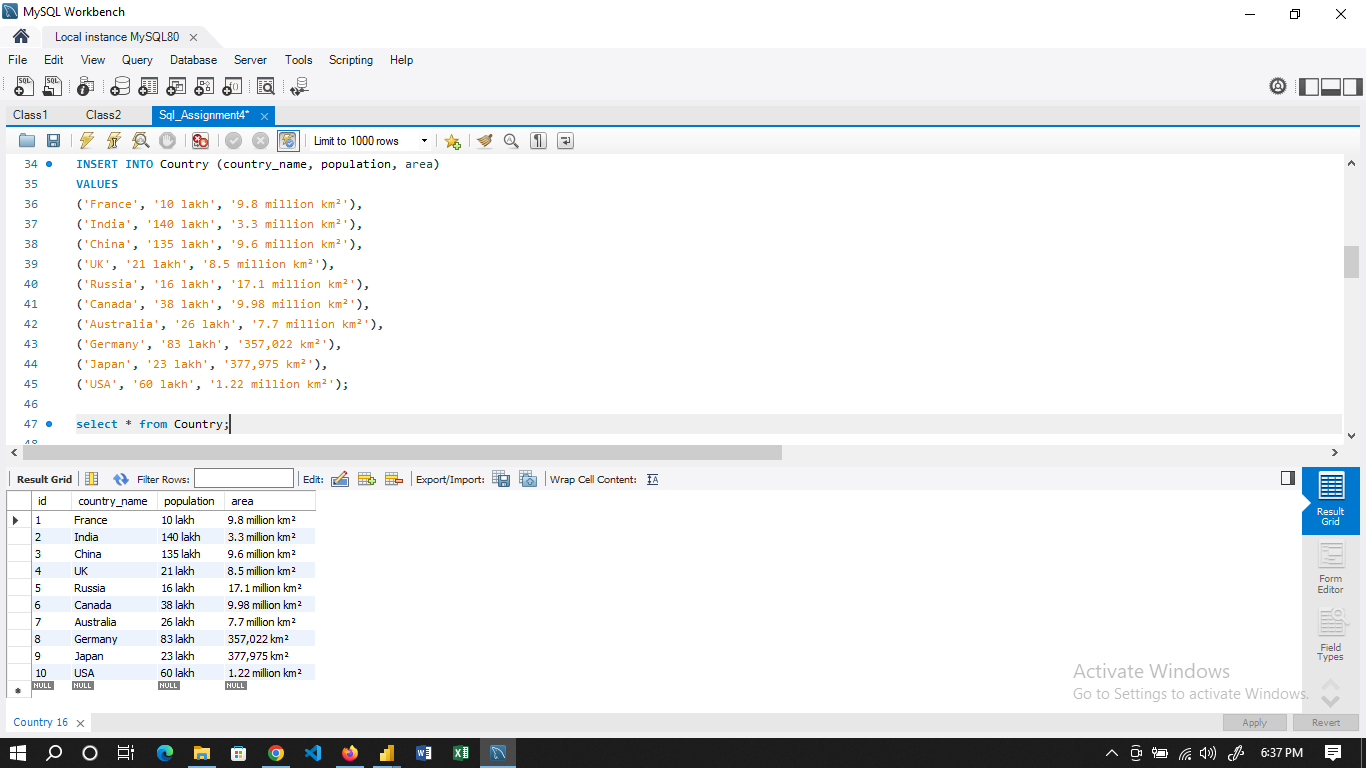 MySQL Workbench
Local instance MySQL80
File Edit View Query Database Server Tools Scripting Help
Class1 Class2 Sql_Assignment4*
Limit to 1000 rows
34 INSERT INTO Country (country_name, population, area)
35 VALUES
36 ('France', '10 lakh', '9.8 million km²'),
37 ('India', '140 lakh', '3.3 million km²'),
38 ('China', '135 lakh', '9.6 million km²'),
39 ('UK', '21 lakh', '8.5 million km²'),
40 ('Russia', '16 lakh', '17.1 million km²'),
41 ('Canada', '38 lakh', '9.98 million km²'),
42 ('Australia', '26 lakh', '7.7 million km²'),
43 ('Germany', '83 lakh', '357,022 km²'),
44 ('Japan', '23 lakh', '377,975 km²'),
45 ('USA', '60 lakh', '1.22 million km²');
46
47 select * from Country;
48
Result Grid Filter Rows: Edit: Export/Import: Wrap Cell Content:
id country_name population area
1 France 10 lakh 9.8 million km²
2 India 140 lakh 3.3 million km²
3 China 135 lakh 9.6 million km²
4 UK 21 lakh 8.5 million km²
5 Russia 16 lakh 17.1 million km²
6 Canada 38 lakh 9.98 million km²
7 Australia 26 lakh 7.7 million km²
8 Germany 83 lakh 357,022 km²
9 Japan 23 lakh 377,975 km²
10 USA 60 lakh 1.22 million km²
NULL NULL NULL NULL
Result
Grid
Form
Editor
Field
Types
Activate Windows
Go to Settings to activate Windows.
Country 16
Apply Revert
6:37 PM